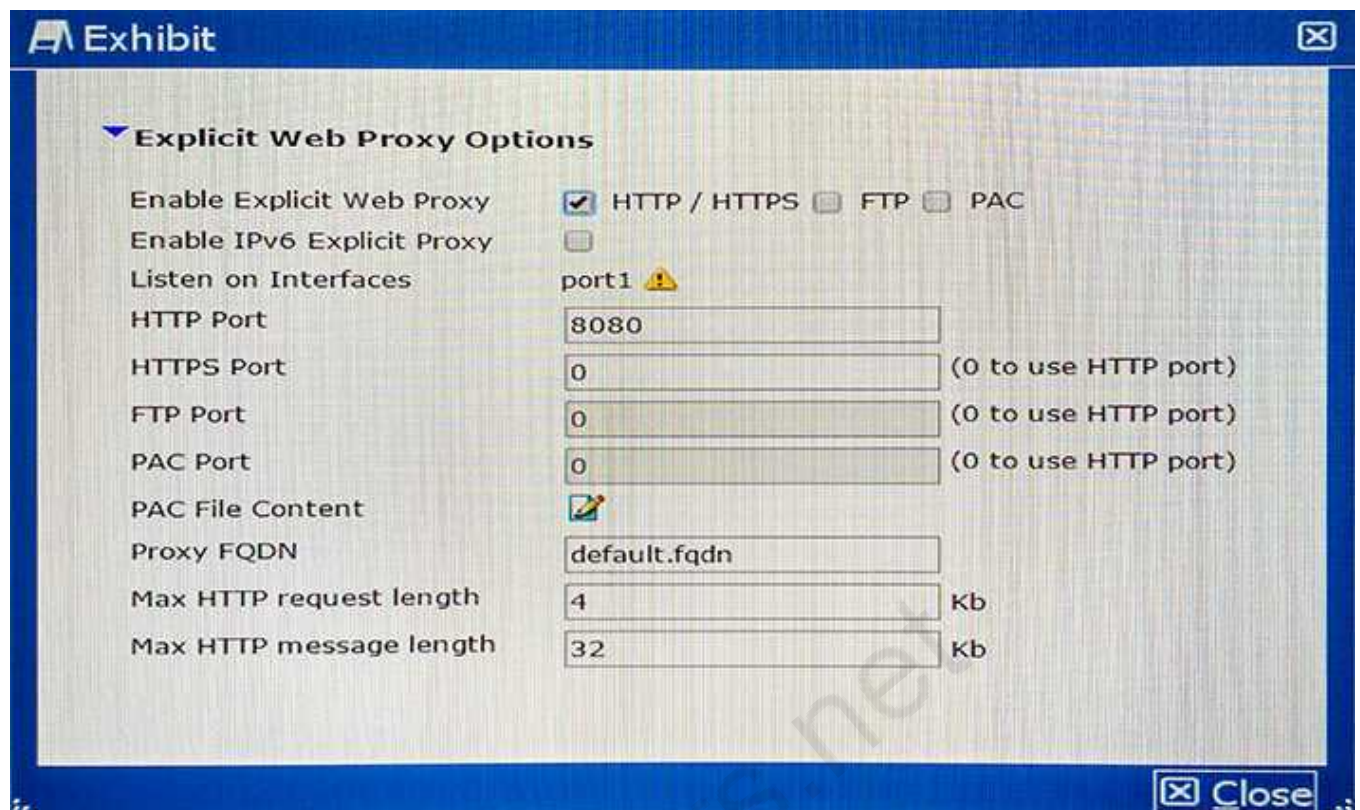 Exhibit
Explicit Web Proxy Options
Enable Explicit Web Proxy HTTP / HTTPS FTP PAC
Enable IPv6 Explicit Proxy
Listen on Interfaces port1
HTTP Port 8080
HTTPS Port 0 (0 to use HTTP port)
FTP Port 0 (0 to use HTTP port)
PAC Port 0 (0 to use HTTP port)
PAC File Content
Proxy FQDN default.fqdn
Max HTTP request length 4 Kb
Max HTTP message length 32 Kb
Close